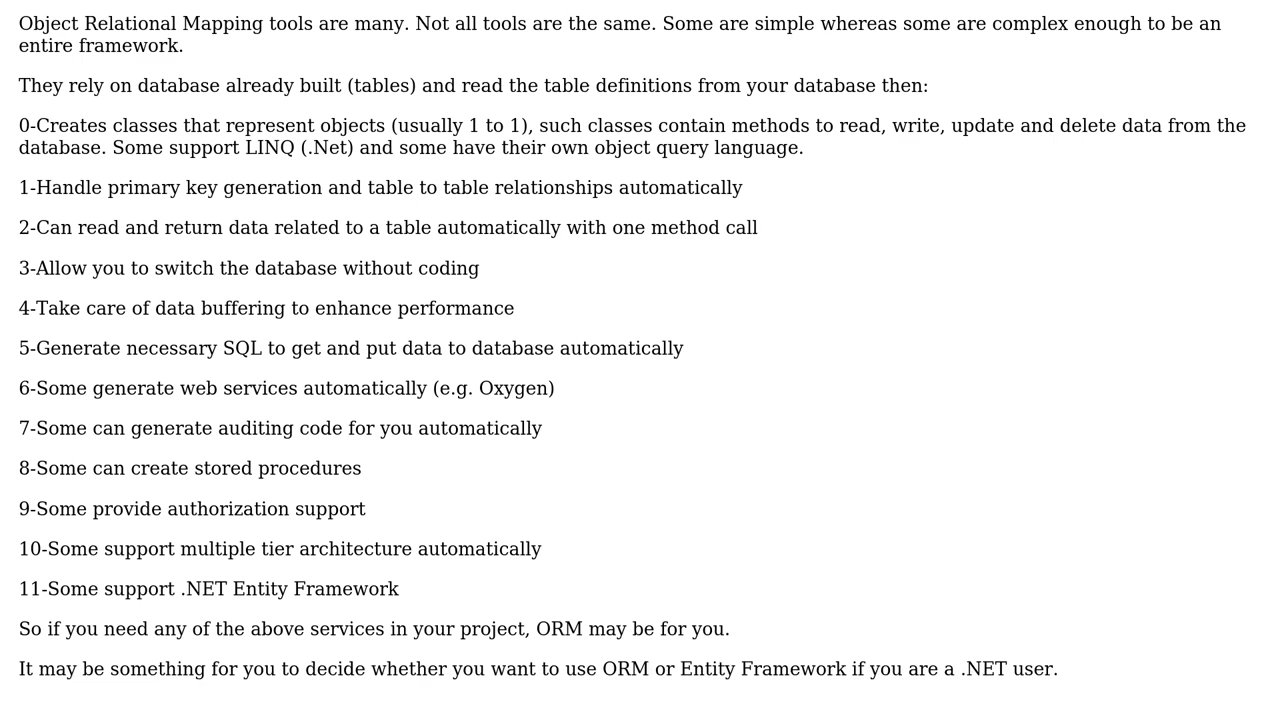 Object Relational Mapping tools are many. Not all tools are the same. Some are simple whereas some are complex enough to be an
entire framework.
They rely on database already built (tables) and read the table definitions from your database then:
0-Creates classes that represent objects (usually 1 to 1), such classes contain methods to read, write, update and delete data from the
database. Some support LINQ (.Net) and some have their own object query language.
1-Handle primary key generation and table to table relationships automatically
2-Can read and return data related to a table automatically with one method call
3-Allow you to switch the database without coding
4-Take care of data buffering to enhance performance
5-Generate necessary SQL to get and put data to database automatically
6-Some generate web services automatically (e.g. Oxygen)
7-Some can generate auditing code for you automatically
8-Some can create stored procedures
9-Some provide authorization support
10-Some support multiple tier architecture automatically
11-Some support .NET Entity Framework
So if you need any of the above services in your project, ORM may be for you.
It may be something for you to decide whether you want to use ORM or Entity Framework if you are a .NET user.